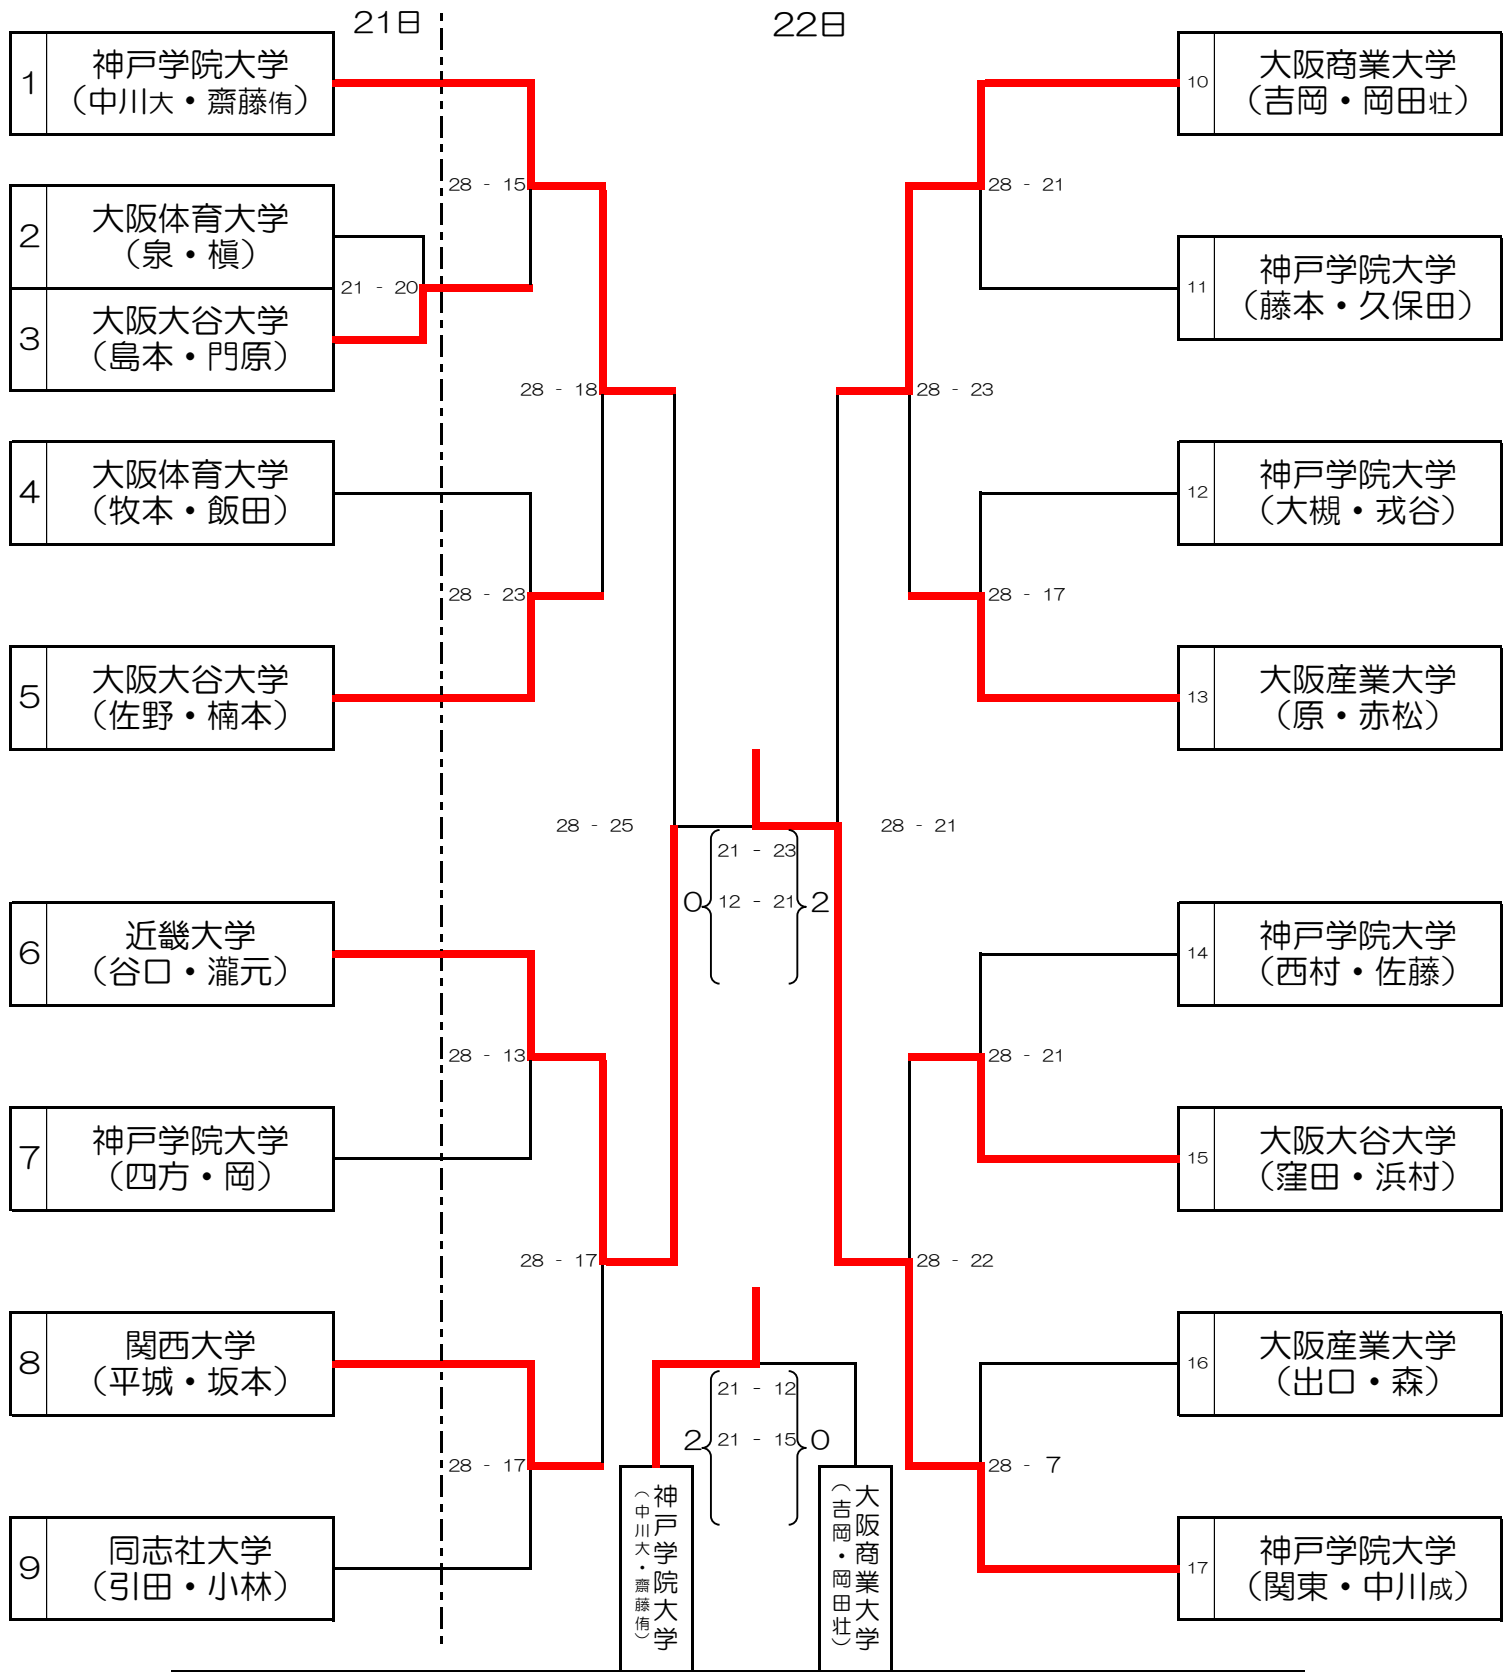 21日
22日
1
神戸学院大学
（中川大・齋藤侑）
2
大阪体育大学
（泉・槇）
3
大阪大谷大学
（島本・門原）
4
大阪体育大学
（牧本・飯田）
5
大阪大谷大学
（佐野・楠本）
6
近畿大学
（谷口・瀧元）
7
神戸学院大学
（四方・岡）
8
関西大学
（平城・坂本）
9
同志社大学
（引田・小林）
28 - 15
21 - 20
28 - 18
28 - 23
28 - 25
28 - 13
28 - 17
28 - 17
21 - 23
0 12 - 21 2
21 - 12
2 21 - 15 0
神戸学院大学
（中川大・齋藤侑）
大阪商業大学
（吉岡・岡田壮）
28 - 21
28 - 23
28 - 17
28 - 21
28 - 21
28 - 22
28 - 7
10
大阪商業大学
（吉岡・岡田壮）
11
神戸学院大学
（藤本・久保田）
12
神戸学院大学
（大槻・戎谷）
13
大阪産業大学
（原・赤松）
14
神戸学院大学
（西村・佐藤）
15
大阪大谷大学
（窪田・浜村）
16
大阪産業大学
（出口・森）
17
神戸学院大学
（関東・中川成）